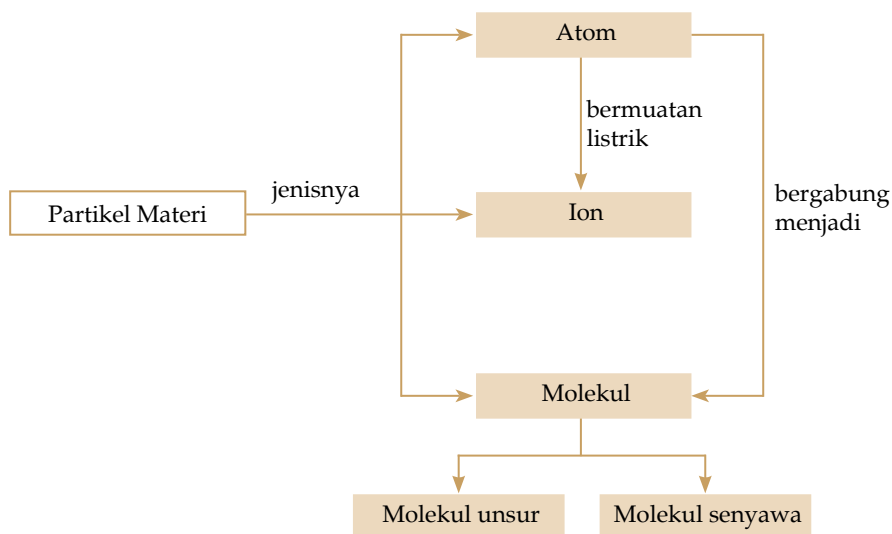 Atom
bermuatan
listrik
jenisnya
Partikel Materi
Ion
bergabung
menjadi
Molekul
Molekul unsur
Molekul senyawa